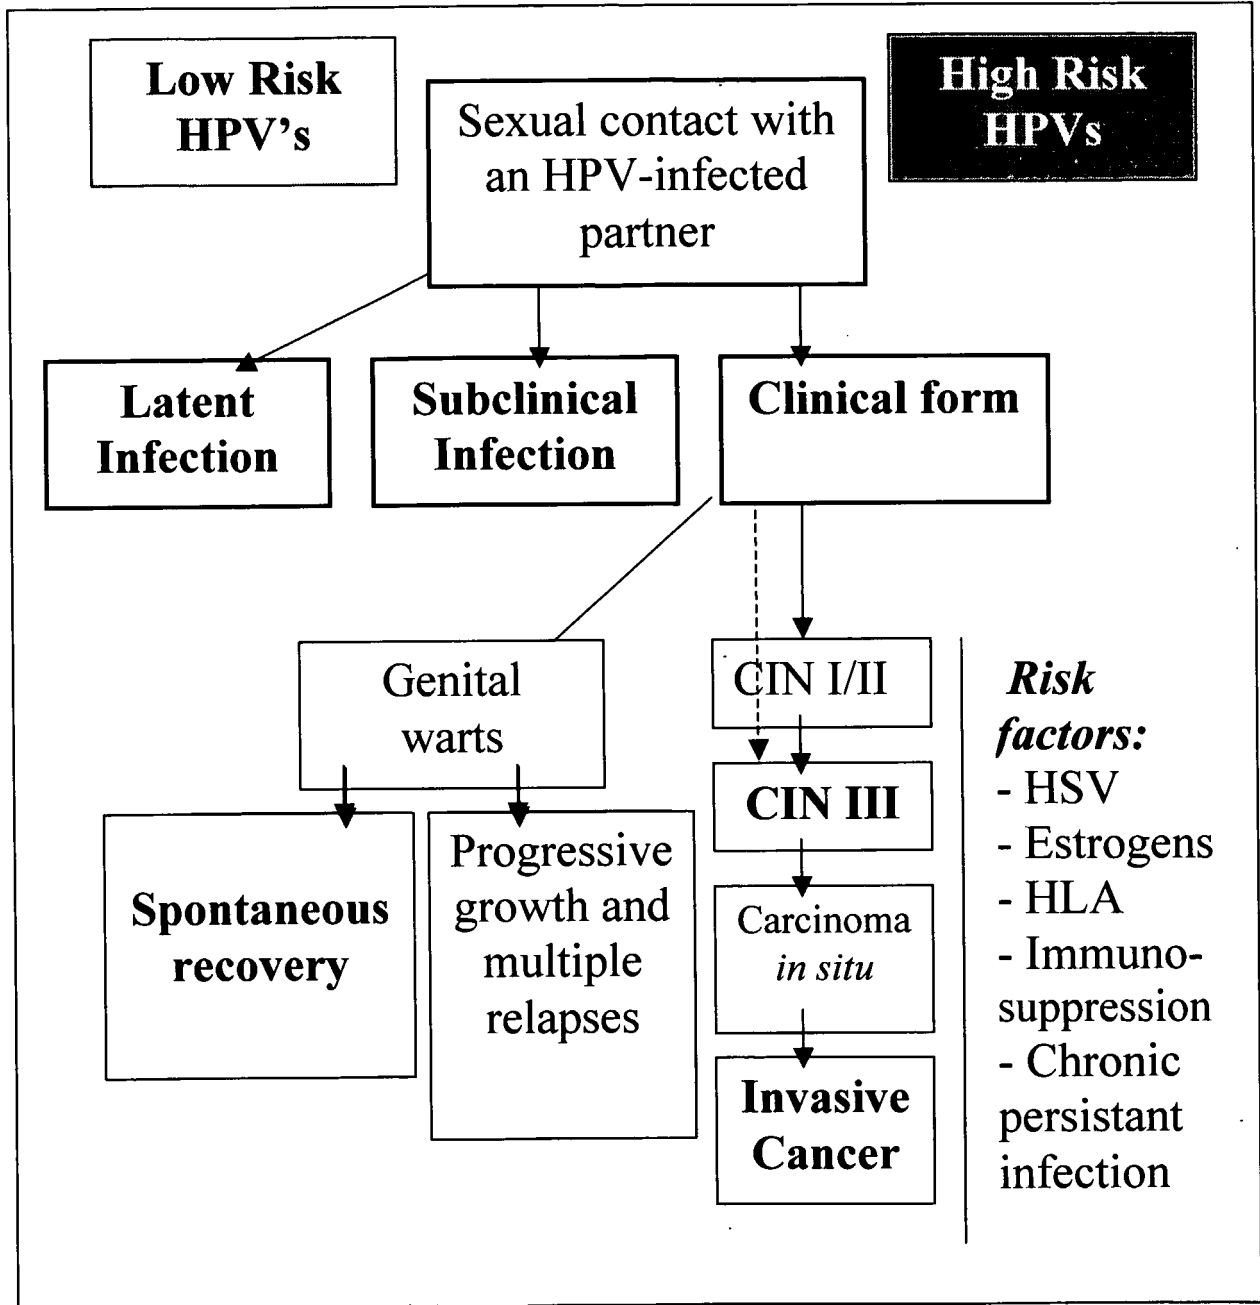 Low Risk
HPV's
High Risk
HPVs
Sexual contact with
an HPV-infected
partner
Latent
Infection
Subclinical
Infection
Clinical form
Genital
warts
CIN I/II
CIN III
Spontaneous
recovery
Progressive
growth and
multiple
relapses
Carcinoma
in situ
Invasive
Cancer
Risk
factors:
- HSV
- Estrogens
- HLA
- Immuno-
suppression
- Chronic
persistant
infection